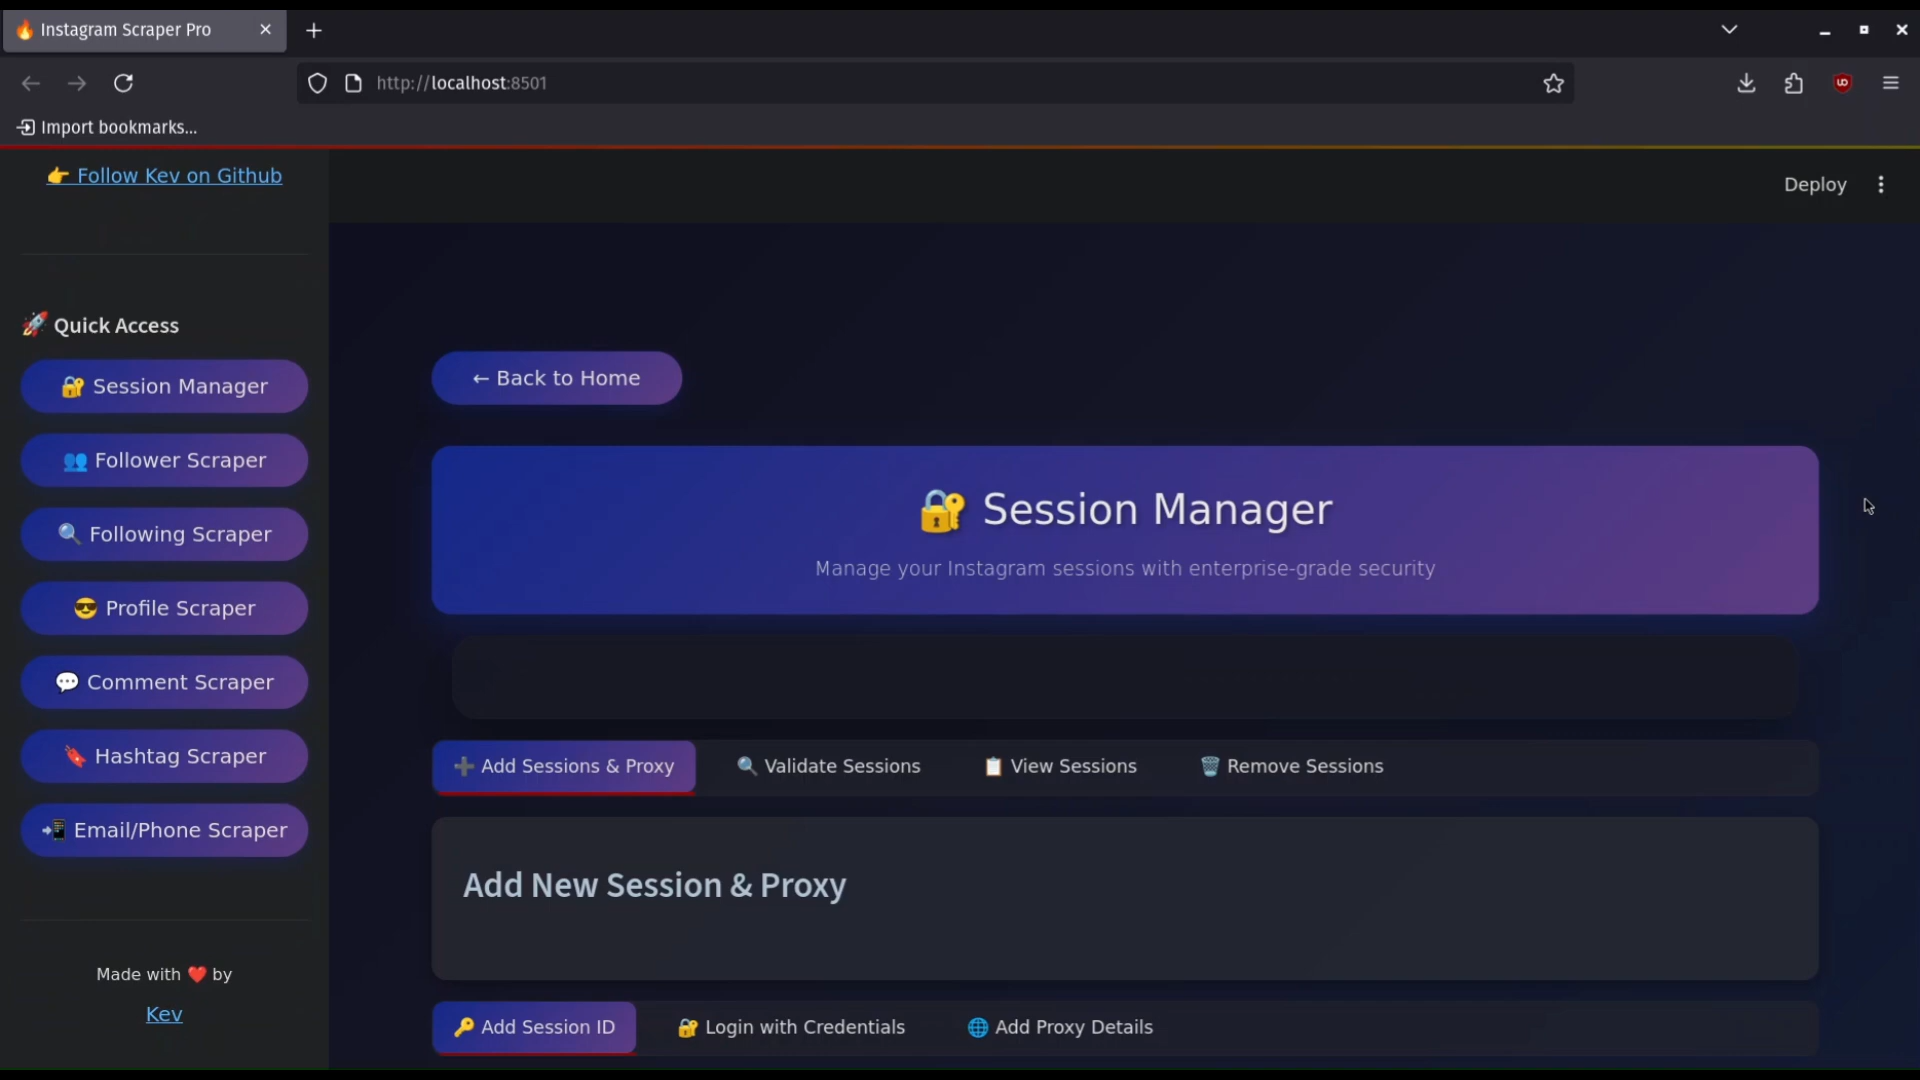 Instagram Scraper Pro
http://localhost:8501
Import bookmarks...
👉 Follow Kev on Github
Deploy
🚀 Quick Access
🔐 Session Manager
👥 Follower Scraper
🔍 Following Scraper
😎 Profile Scraper
💬 Comment Scraper
🔖 Hashtag Scraper
📲 Email/Phone Scraper
Made with ❤️ by
Kev
← Back to Home
🔐 Session Manager
Manage your Instagram sessions with enterprise-grade security
➕ Add Sessions & Proxy
🔍 Validate Sessions
📋 View Sessions
🗑️ Remove Sessions
Add New Session & Proxy
🔑 Add Session ID
🔐 Login with Credentials
🌐 Add Proxy Details